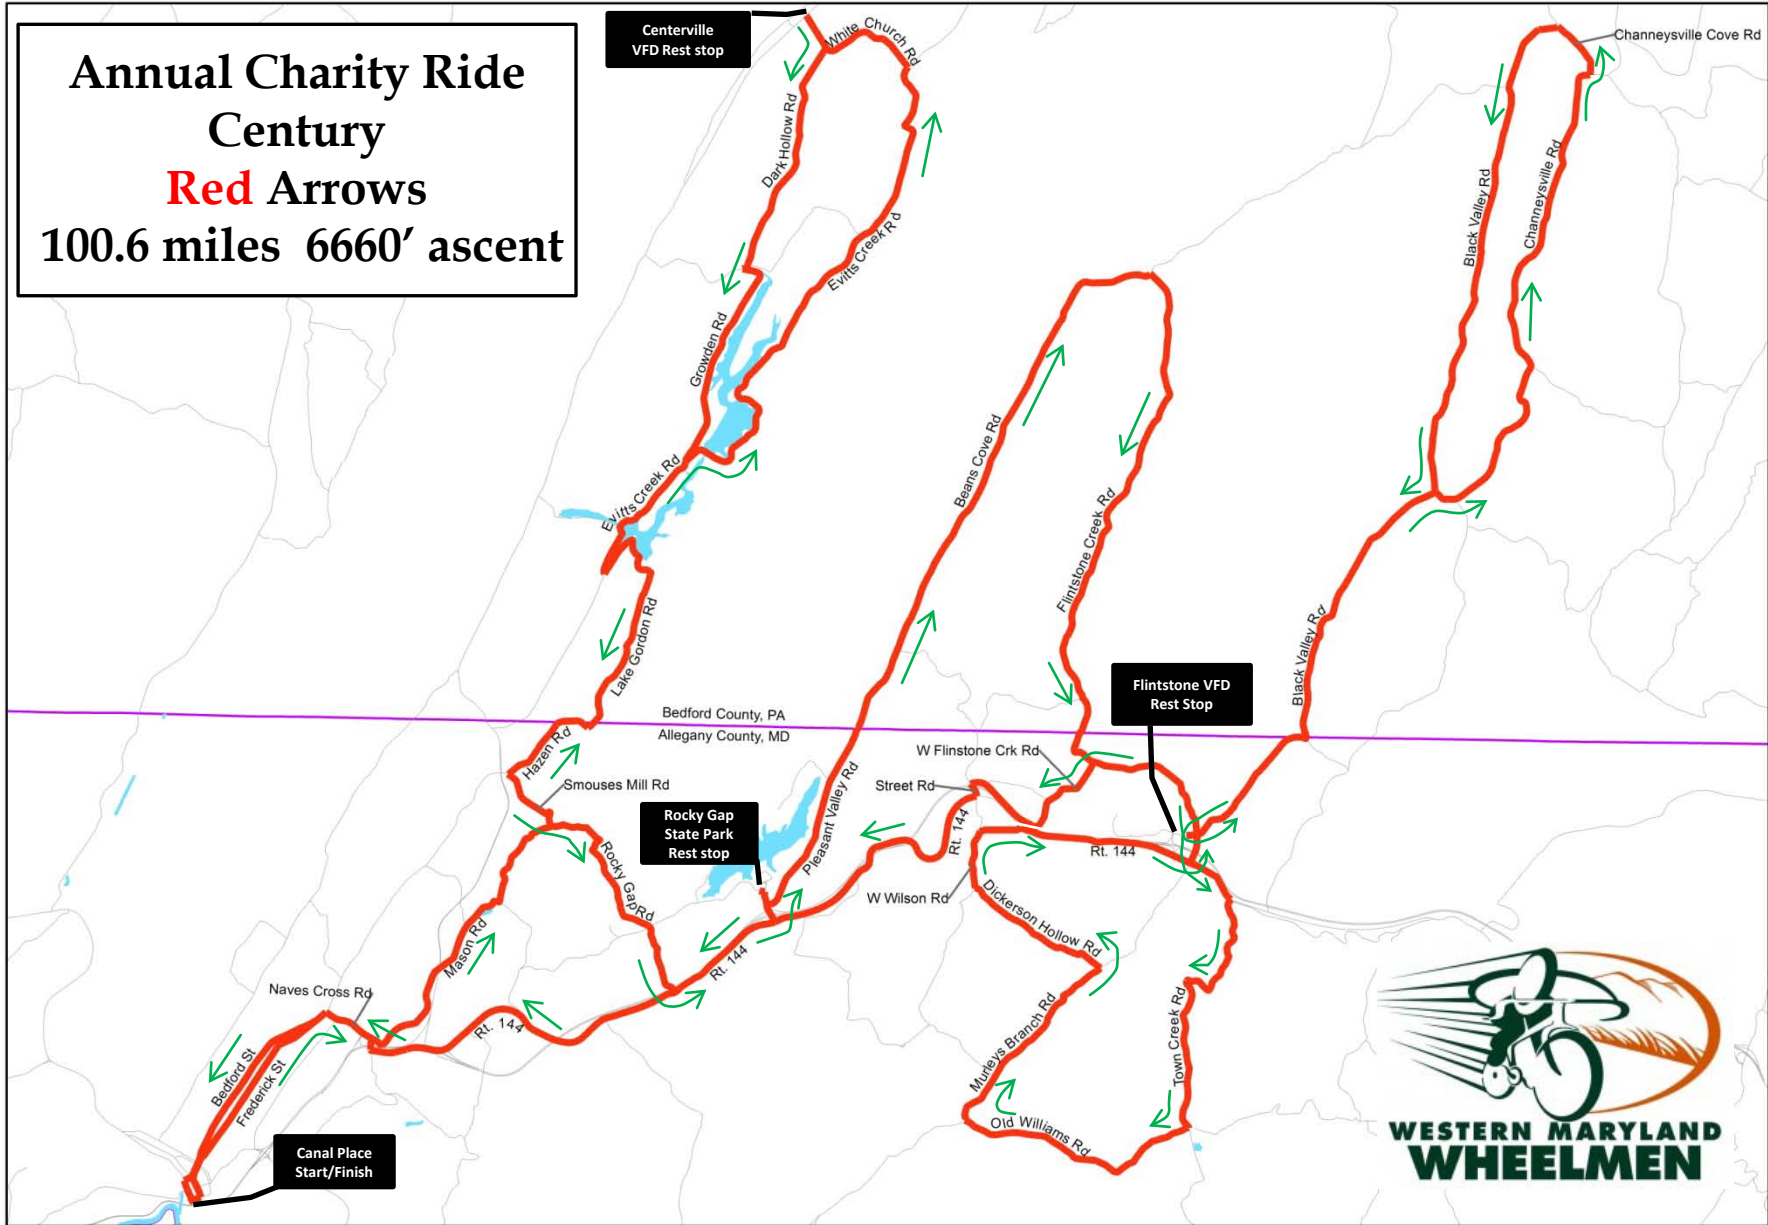 Annual Charity Ride
Century
Red Arrows
100.6 miles 6660' ascent
Centerville
VFD Rest stop
White Church Rd
Channeysville Cove Rd
Dark Hollow Rd
Evitts Creek Rd
Black Valley Rd
Channeysville Rd
Growden Rd
Evitts Creek Rd
Beans Cove Rd
Flintstone Creek Rd
Lake Gordon Rd
Black Valley Rd
Flintstone VFD
Rest Stop
Bedford County, PA
Allegany County, MD
Hazen Rd
Smouses Mill Rd
W Flinstone Crk Rd
Street Rd
Pleasant Valley Rd
Rocky Gap
State Park
Rest stop
Rt. 144
Rt. 144
Rocky Gap Rd
W Wilson Rd
Dickerson Hollow Rd
Mason Rd
Rt. 144
Naves Cross Rd
Rt. 144
Bedford St
Frederick St
Murleys Branch Rd
Town Creek Rd
Old Williams Rd
Canal Place
Start/Finish
WESTERN MARYLAND
WHEELMEN